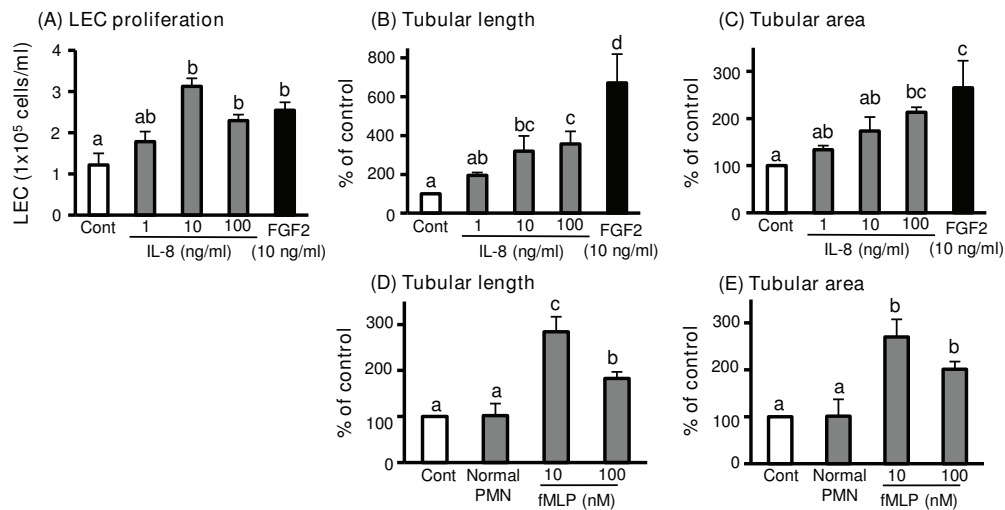 (A) LEC proliferation
LEC (1x10⁵ cells/ml)
4
3
2
1
0
a
ab
b
b
b
Cont
1
10
100
FGF2
IL-8 (ng/ml)
(10 ng/ml)
(B) Tubular length
% of control
800
600
400
200
0
a
ab
bc
c
d
Cont
1
10
100
FGF2
IL-8 (ng/ml)
(10 ng/ml)
(C) Tubular area
% of control
300
200
100
0
a
ab
ab
bc
c
Cont
1
10
100
FGF2
IL-8 (ng/ml)
(10 ng/ml)
(D) Tubular length
% of control
300
200
100
0
a
a
c
b
Cont
Normal
PMN
10
100
fMLP (nM)
(E) Tubular area
% of control
300
200
100
0
a
a
b
b
Cont
Normal
PMN
10
100
fMLP (nM)